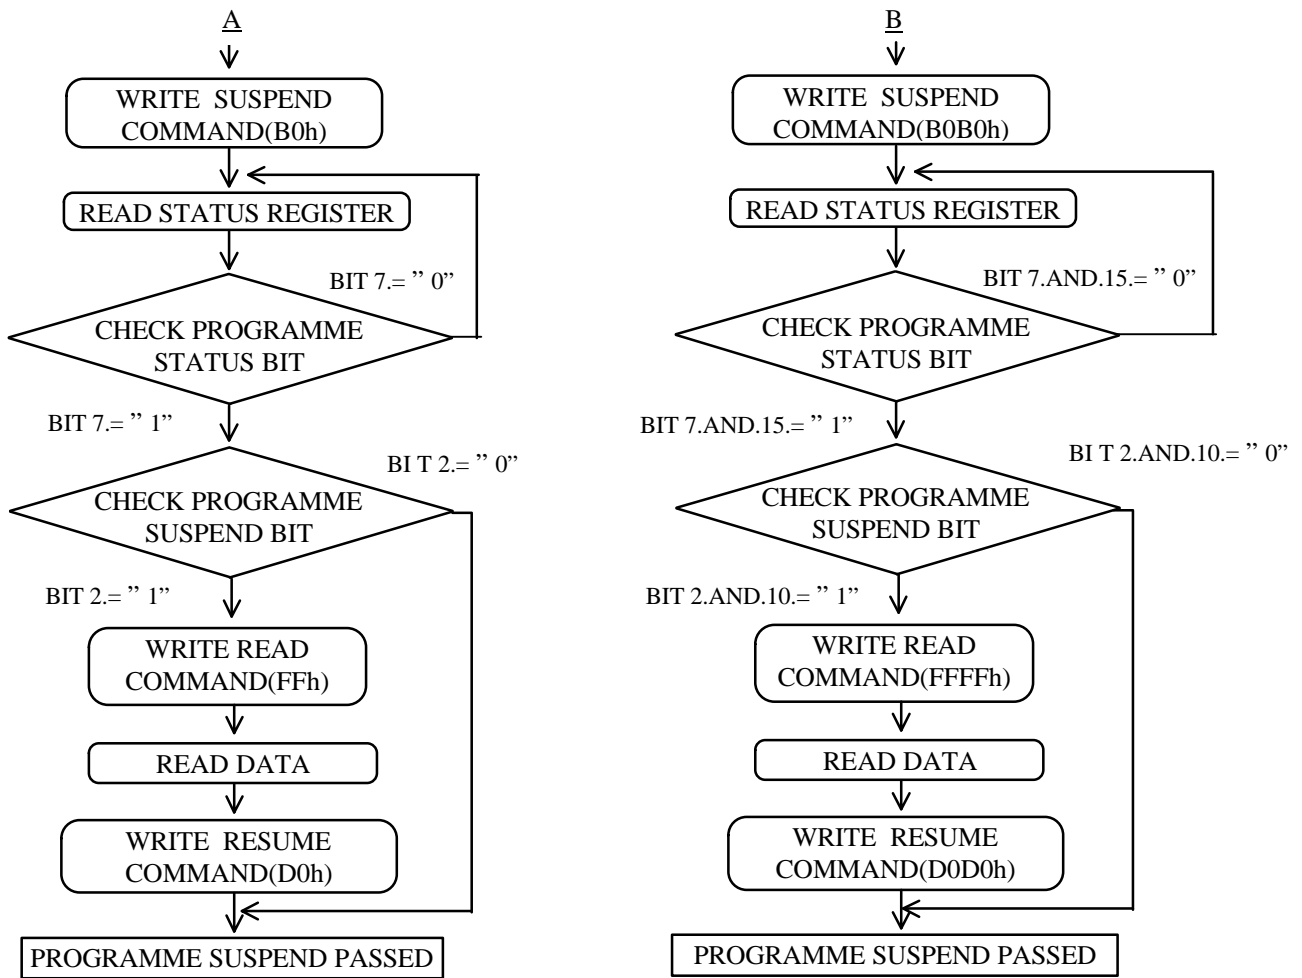 A
WRITE SUSPEND
COMMAND(B0h)
READ STATUS REGISTER
BIT 7.= ” 0”
CHECK PROGRAMME
STATUS BIT
BIT 7.= ” 1”
BI T 2.= ” 0”
CHECK PROGRAMME
SUSPEND BIT
BIT 2.= ” 1”
WRITE READ
COMMAND(FFh)
READ DATA
WRITE RESUME
COMMAND(D0h)
PROGRAMME SUSPEND PASSED
B
WRITE SUSPEND
COMMAND(B0B0h)
READ STATUS REGISTER
BIT 7.AND.15.= ” 0”
CHECK PROGRAMME
STATUS BIT
BIT 7.AND.15.= ” 1”
BI T 2.AND.10.= ” 0”
CHECK PROGRAMME
SUSPEND BIT
BIT 2.AND.10.= ” 1”
WRITE READ
COMMAND(FFFFh)
READ DATA
WRITE RESUME
COMMAND(D0D0h)
PROGRAMME SUSPEND PASSED